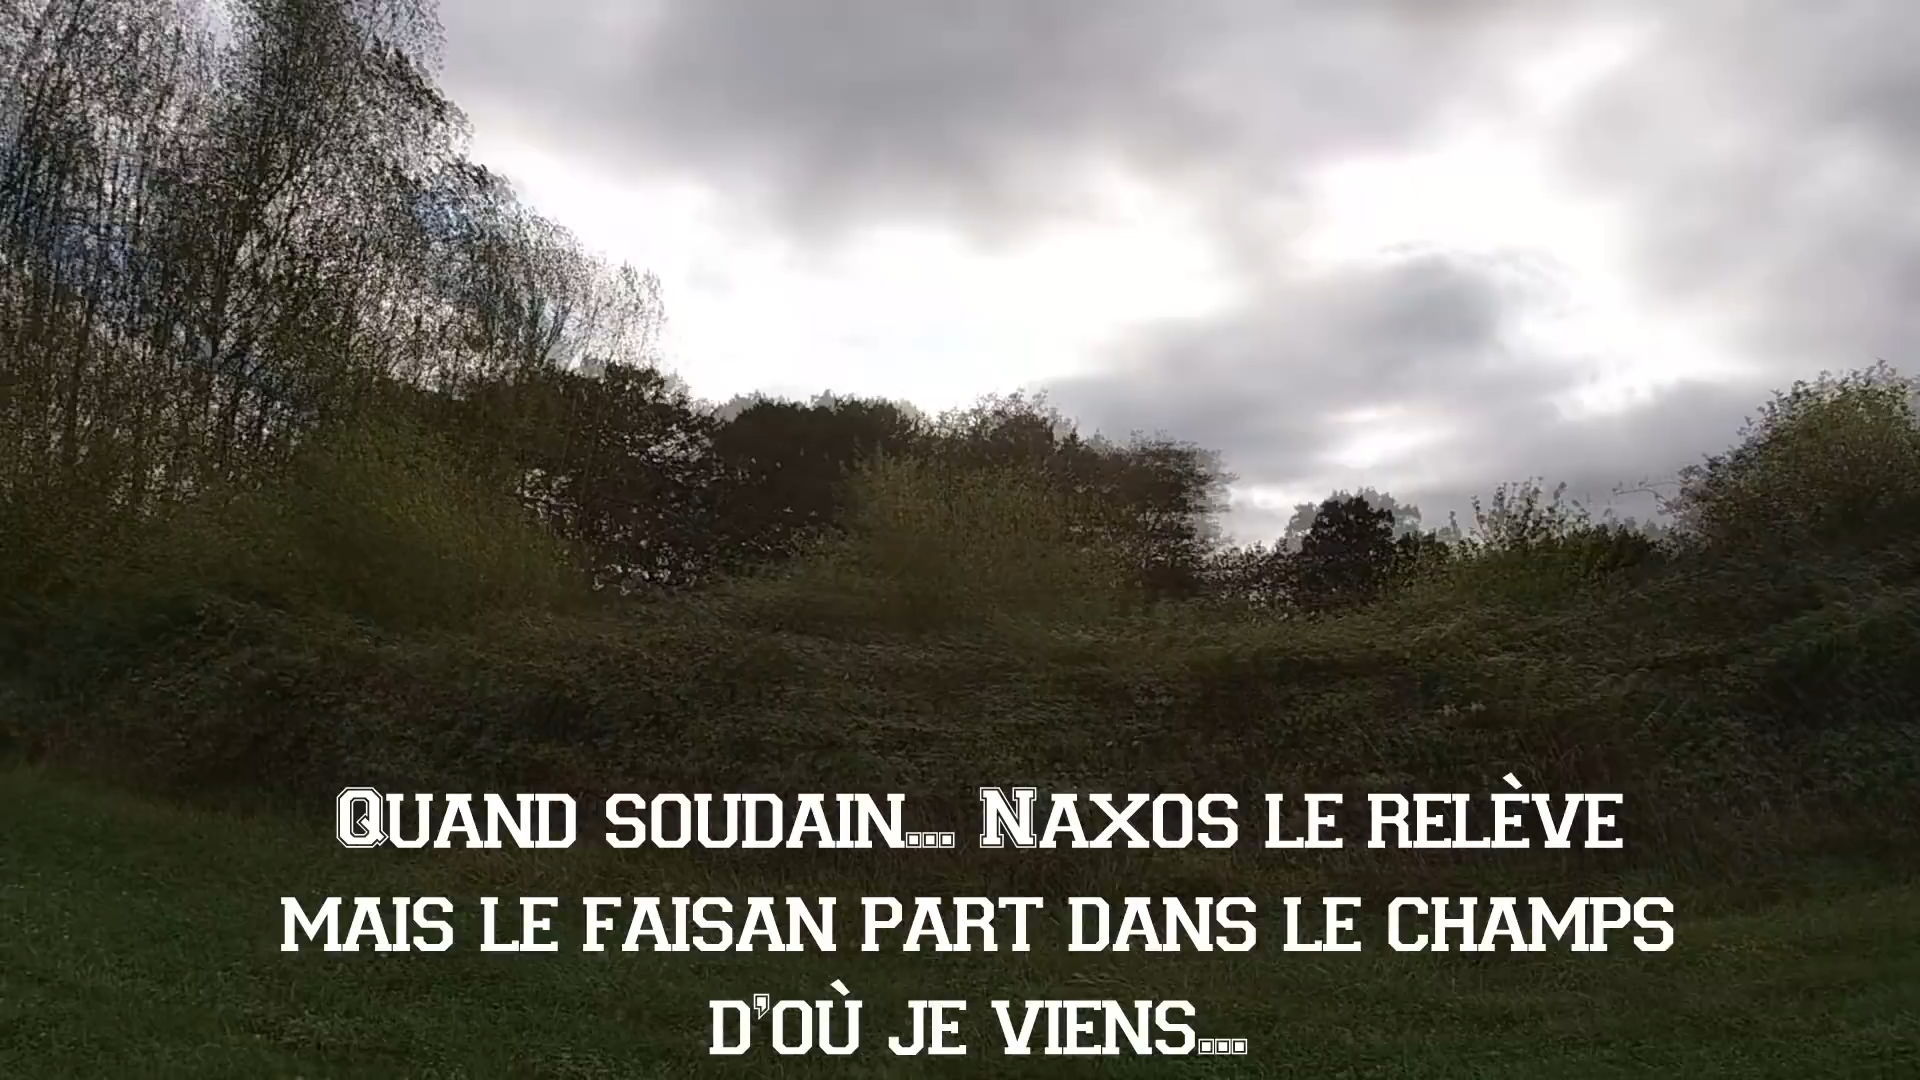 Quand soudain... Naxos le relève
mais le faisan part dans le champs
d'où je viens...